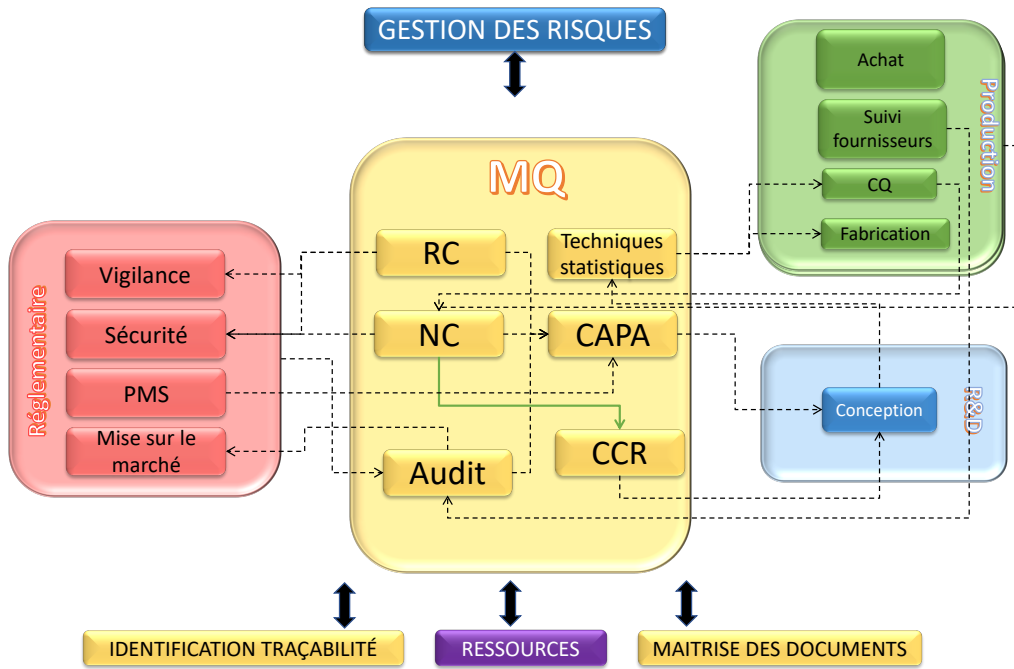 GESTION DES RISQUES
Réglementaire
Vigilance
Sécurité
PMS
Mise sur le
marché
MQ
RC
Techniques
statistiques
NC
CAPA
CCR
Audit
Production
Achat
Suivi
fournisseurs
CQ
Fabrication
R&D
Conception
IDENTIFICATION TRAÇABILITÉ
RESSOURCES
MAITRISE DES DOCUMENTS